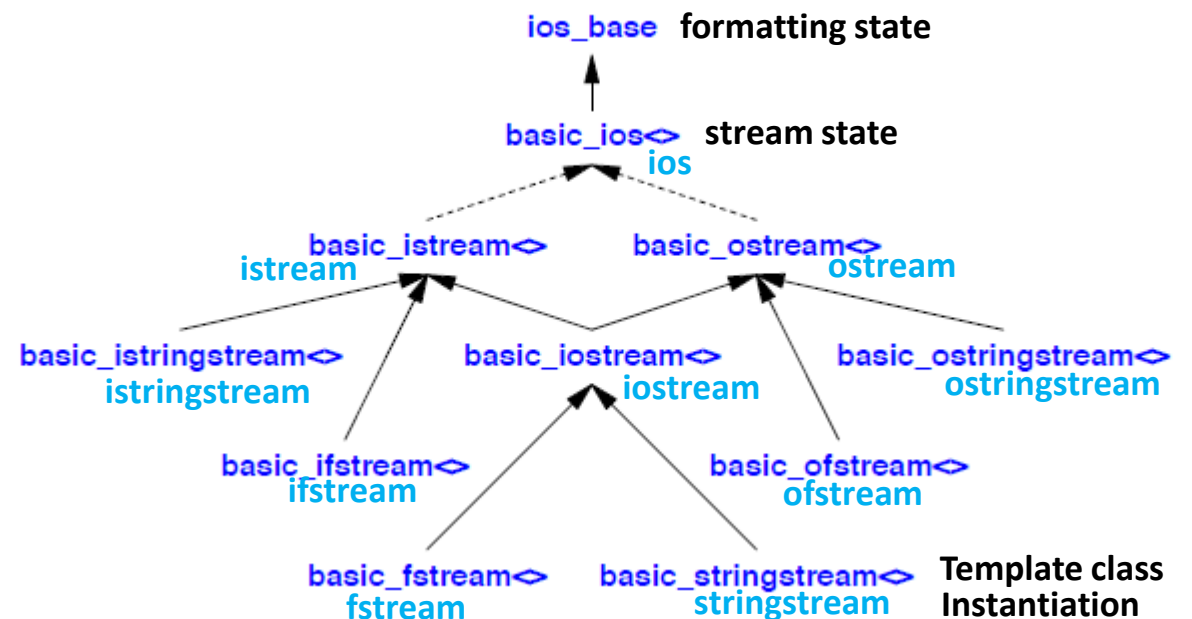 ios_base formatting state
basic_ios<> stream state
ios
basic_istream<> basic_ostream<>
istream ostream
basic_istringstream<> basic_iostream<> basic_ostringstream<>
istringstream iostream ostringstream
basic_ifstream<> basic_ofstream<>
ifstream ofstream
basic_fstream<> basic_stringstream<> Template class
fstream stringstream Instantiation